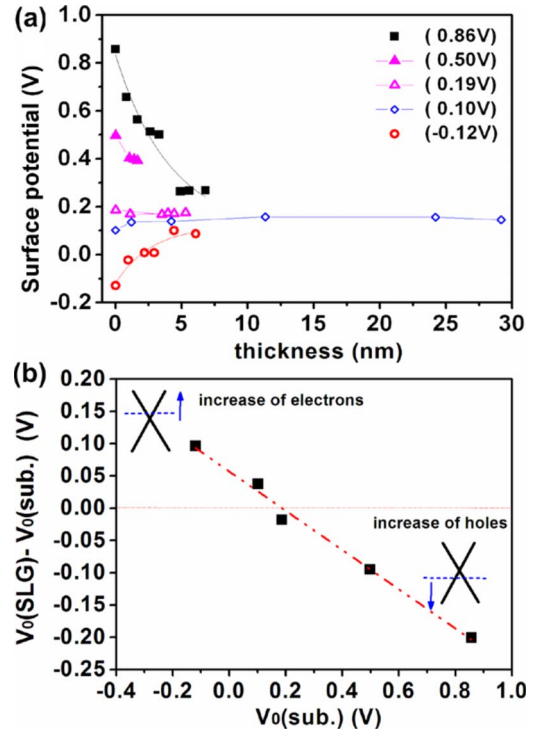 (a)
1.0
0.8
0.6
0.4
0.2
0.0
-0.2
Surface potential (V)
( 0.86V)
( 0.50V)
( 0.19V)
( 0.10V)
(-0.12V)
0 5 10 15 20 25 30
thickness (nm)
(b)
0.20
0.15
0.10
0.05
0.00
-0.05
-0.10
-0.15
-0.20
-0.25
V₀(SLG)- V₀(sub.) (V)
increase of electrons
increase of holes
-0.4 -0.2 0.0 0.2 0.4 0.6 0.8 1.0
V₀(sub.) (V)